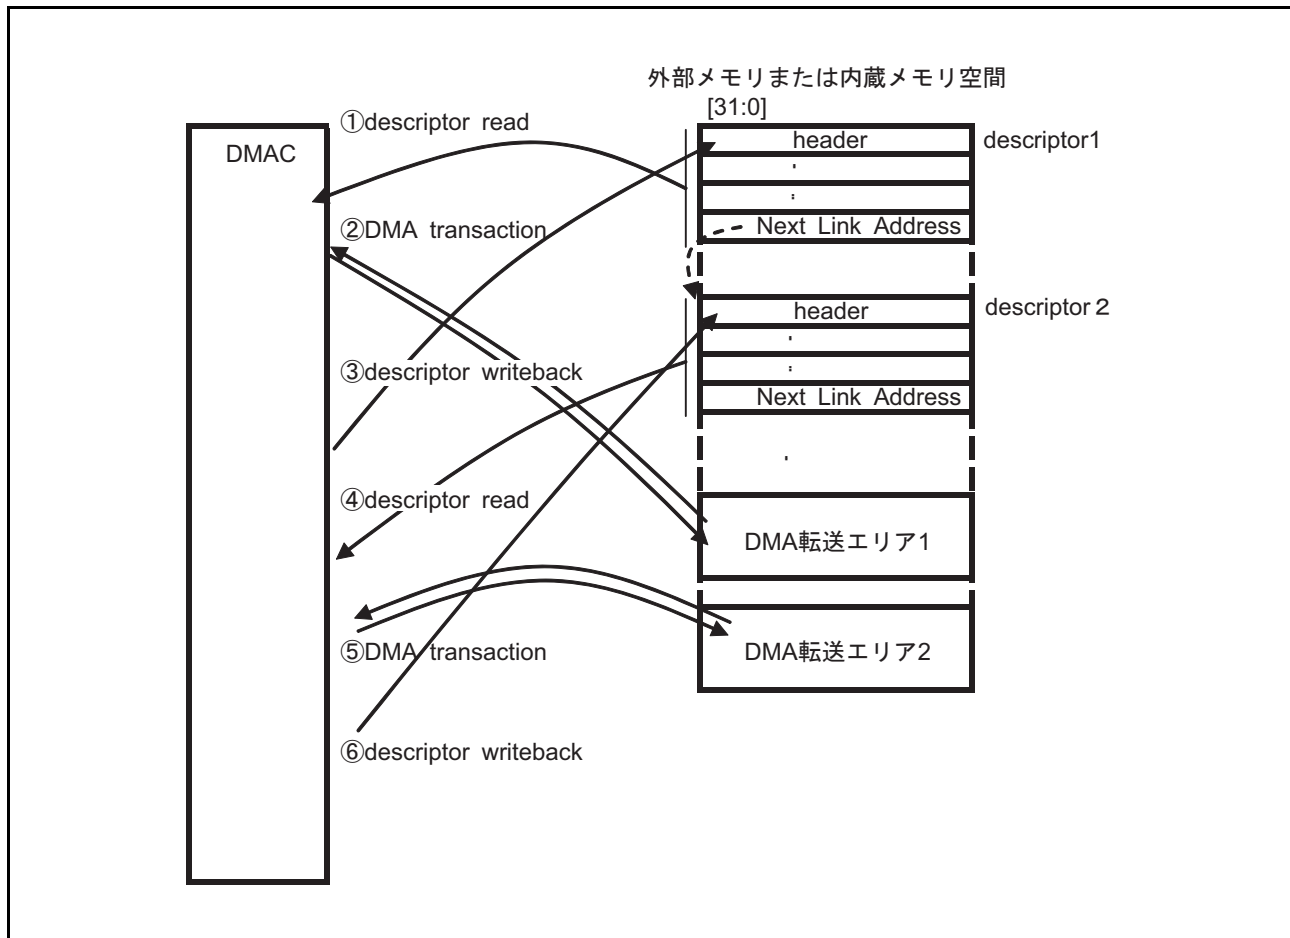 外部メモリまたは内蔵メモリ空間
[31:0]
①descriptor read
DMAC
header
descriptor1
②DMA transaction
Next Link Address
header
descriptor２
③descriptor writeback
Next Link Address
④descriptor read
DMA転送エリア1
⑤DMA transaction
DMA転送エリア2
⑥descriptor writeback